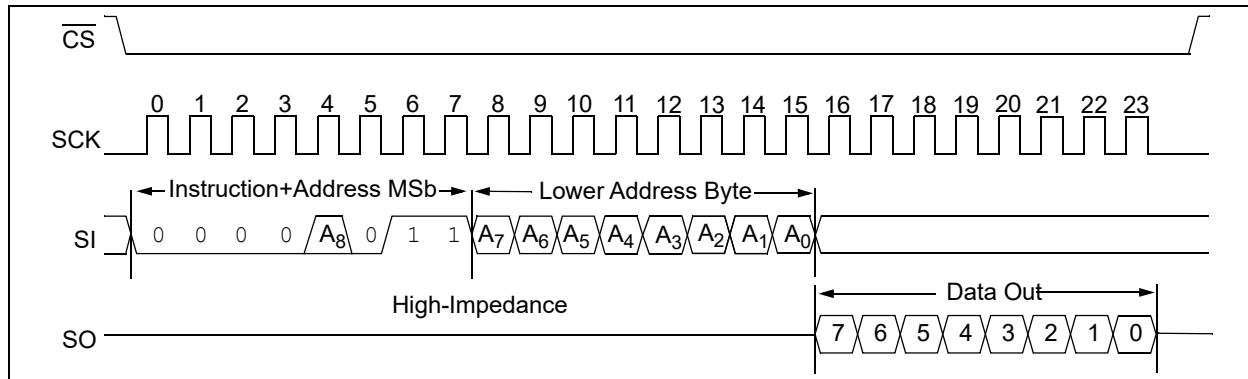 CS
0 1 2 3 4 5 6 7 8 9 10 11 12 13 14 15 16 17 18 19 20 21 22 23
SCK
Instruction+Address MSb Lower Address Byte
SI 0 0 0 0 A8 0 1 1 A7 A6 A5 A4 A3 A2 A1 A0
High-Impedance Data Out
SO 7 6 5 4 3 2 1 0